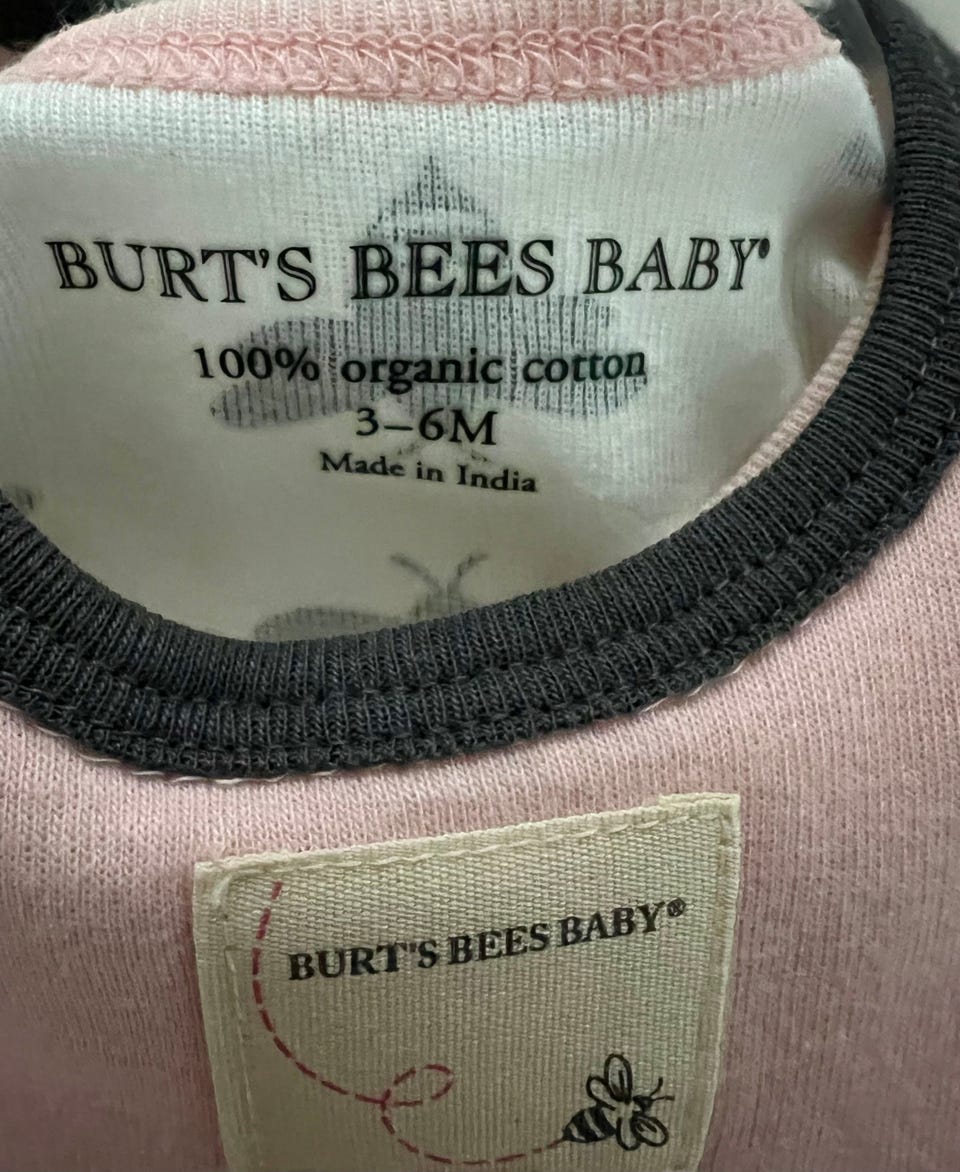 BURT'S BEES BABY®
100% organic cotton
3–6M
Made in India
BURT'S BEES BABY®